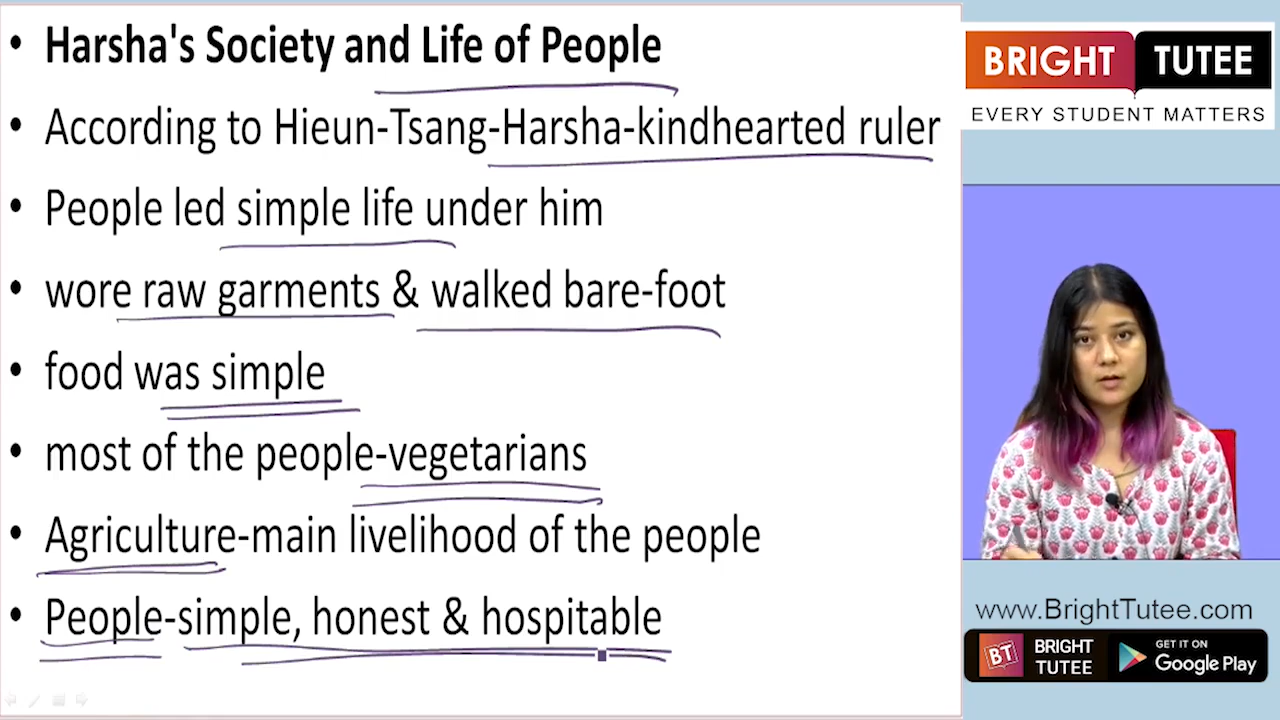 • Harsha's Society and Life of People
• According to Hieun-Tsang-Harsha-kindhearted ruler
• People led simple life under him
• wore raw garments & walked bare-foot
• food was simple
• most of the people-vegetarians
• Agriculture-main livelihood of the people
• People-simple, honest & hospitable
BRIGHT TUTEE
EVERY STUDENT MATTERS
www.BrightTutee.com
BT
BRIGHT
TUTEE
GET IT ON
Google Play